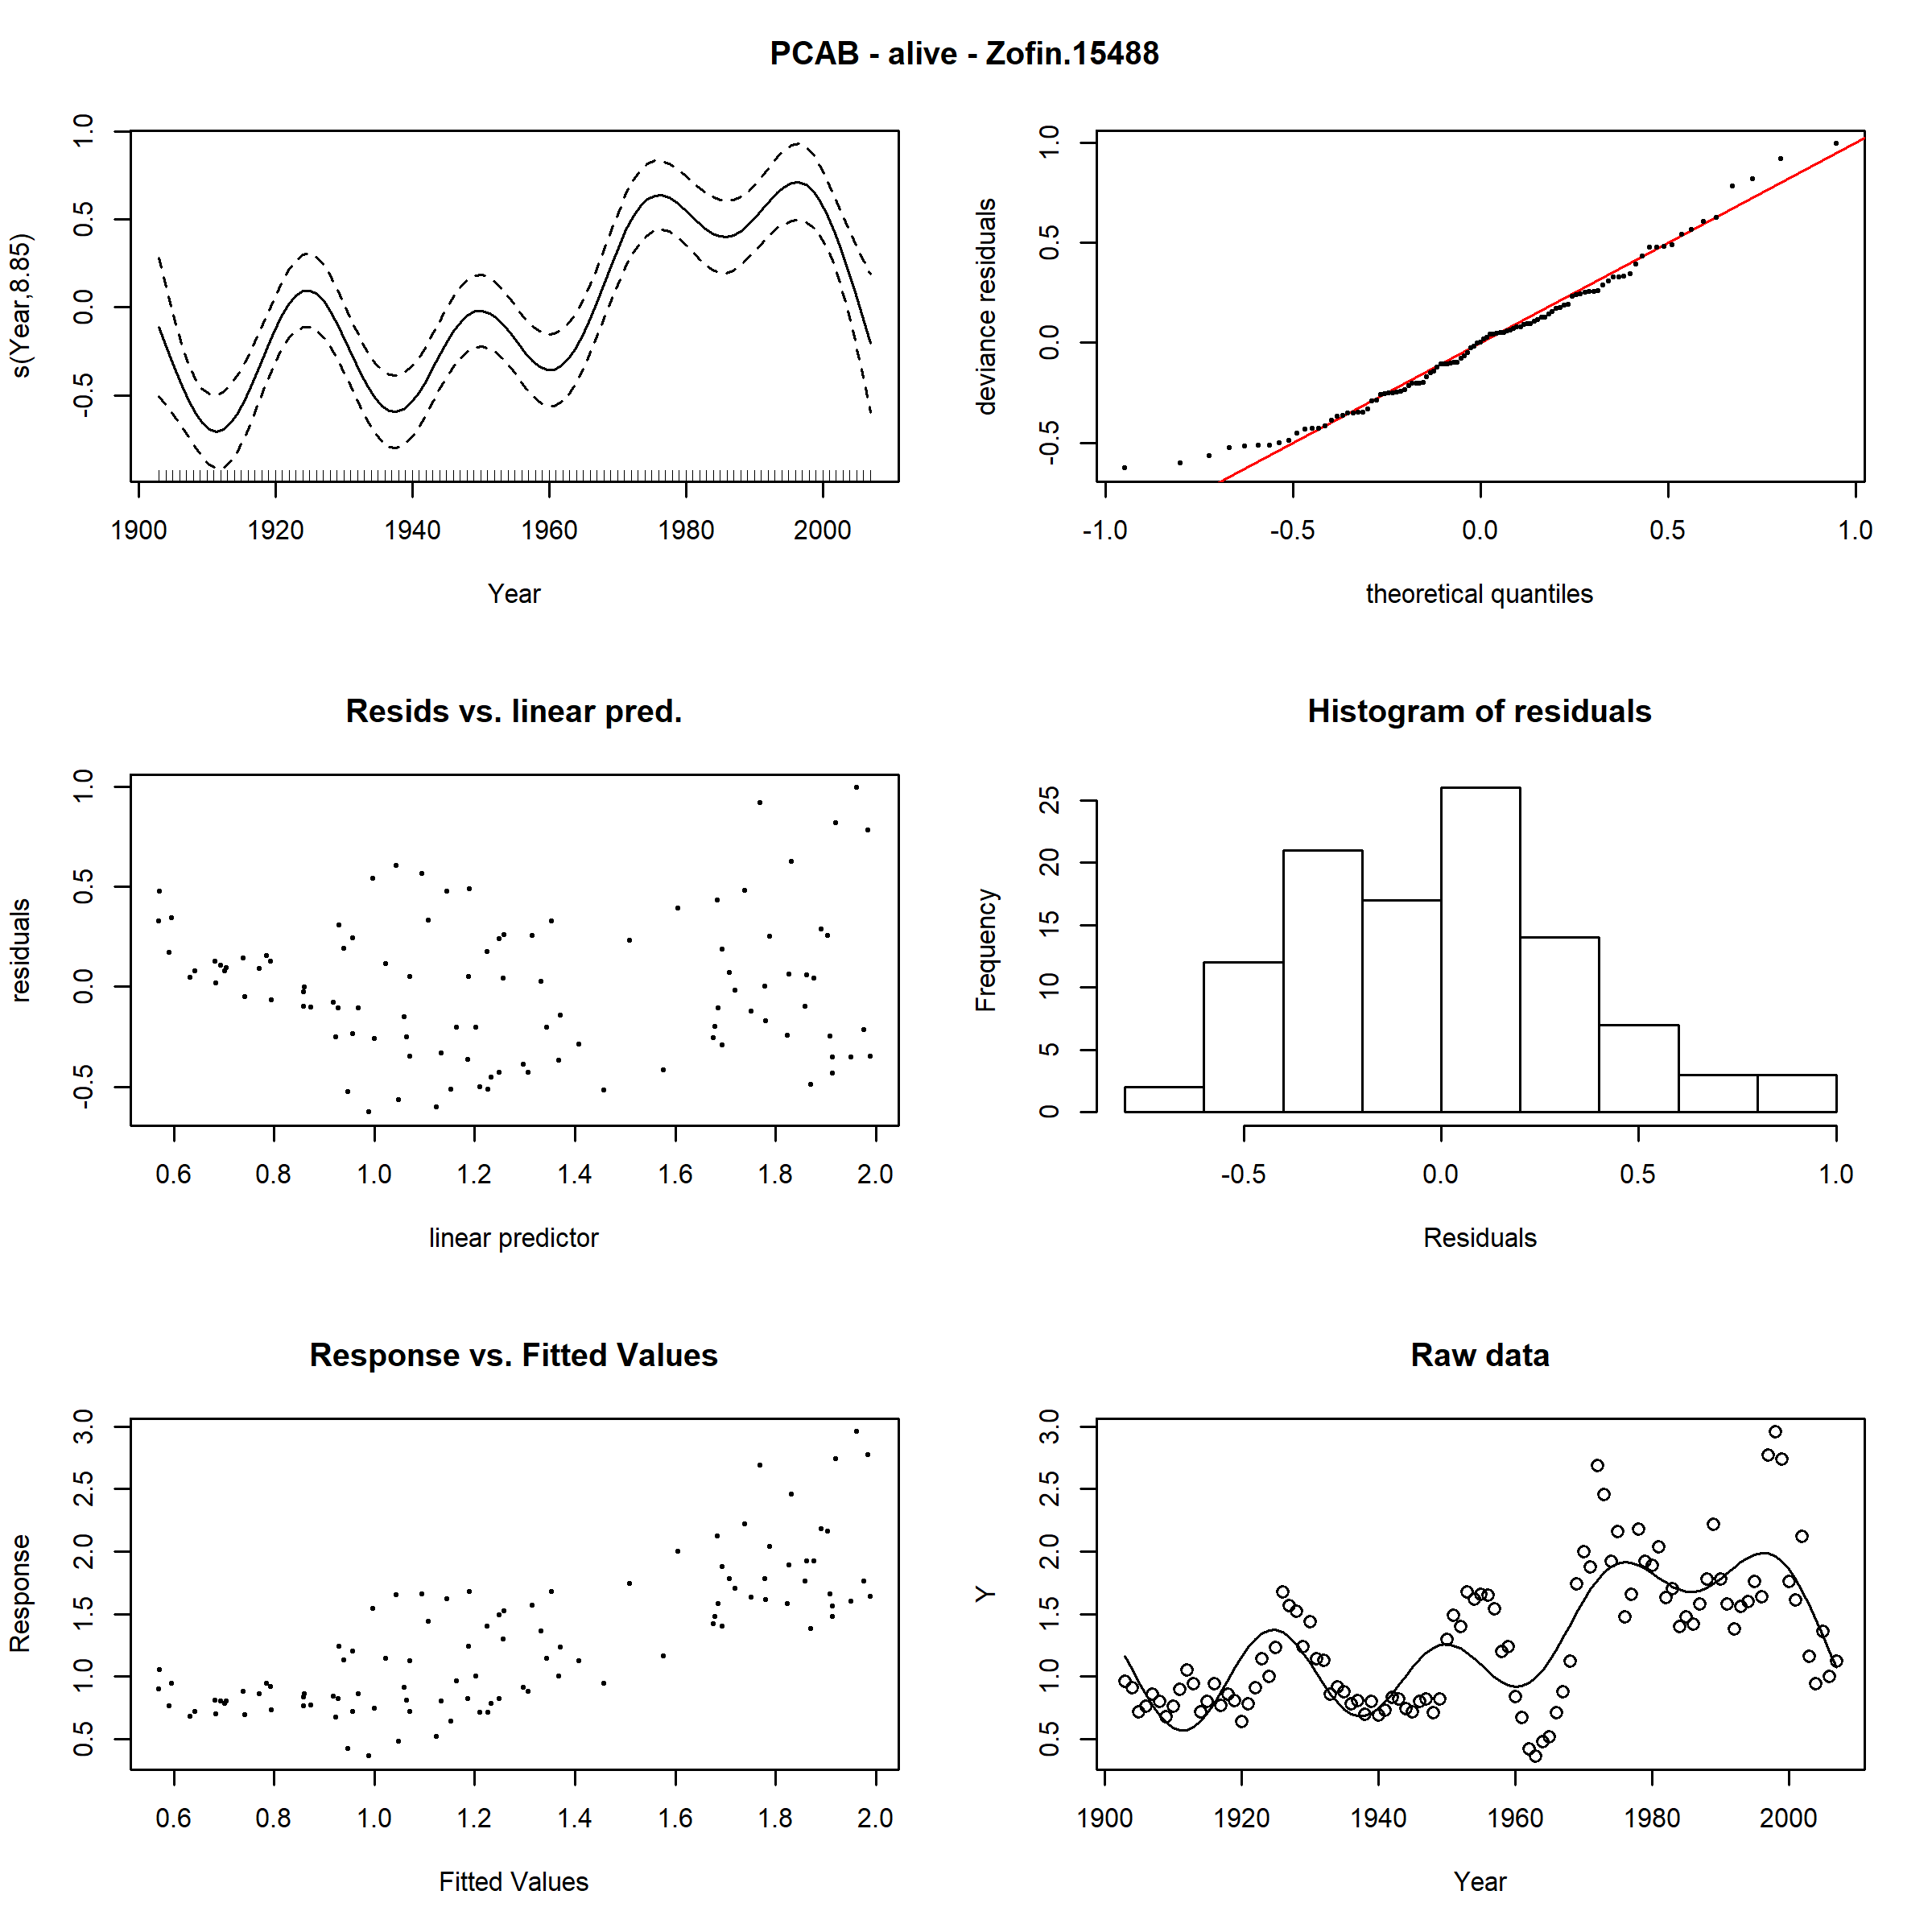 PCAB - alive - Zofin.15488
s(Year,8.85)
-0.5 0.0 0.5 1.0
1900 1920 1940 1960 1980 2000
Year
deviance residuals
-0.5 0.0 0.5 1.0
-1.0 -0.5 0.0 0.5 1.0
theoretical quantiles
Resids vs. linear pred.
residuals
-0.5 0.0 0.5 1.0
0.6 0.8 1.0 1.2 1.4 1.6 1.8 2.0
linear predictor
Histogram of residuals
Frequency
0 5 10 15 20 25
-0.5 0.0 0.5 1.0
Residuals
Response vs. Fitted Values
Response
0.5 1.0 1.5 2.0 2.5 3.0
0.6 0.8 1.0 1.2 1.4 1.6 1.8 2.0
Fitted Values
Raw data
Y
0.5 1.0 1.5 2.0 2.5 3.0
1900 1920 1940 1960 1980 2000
Year